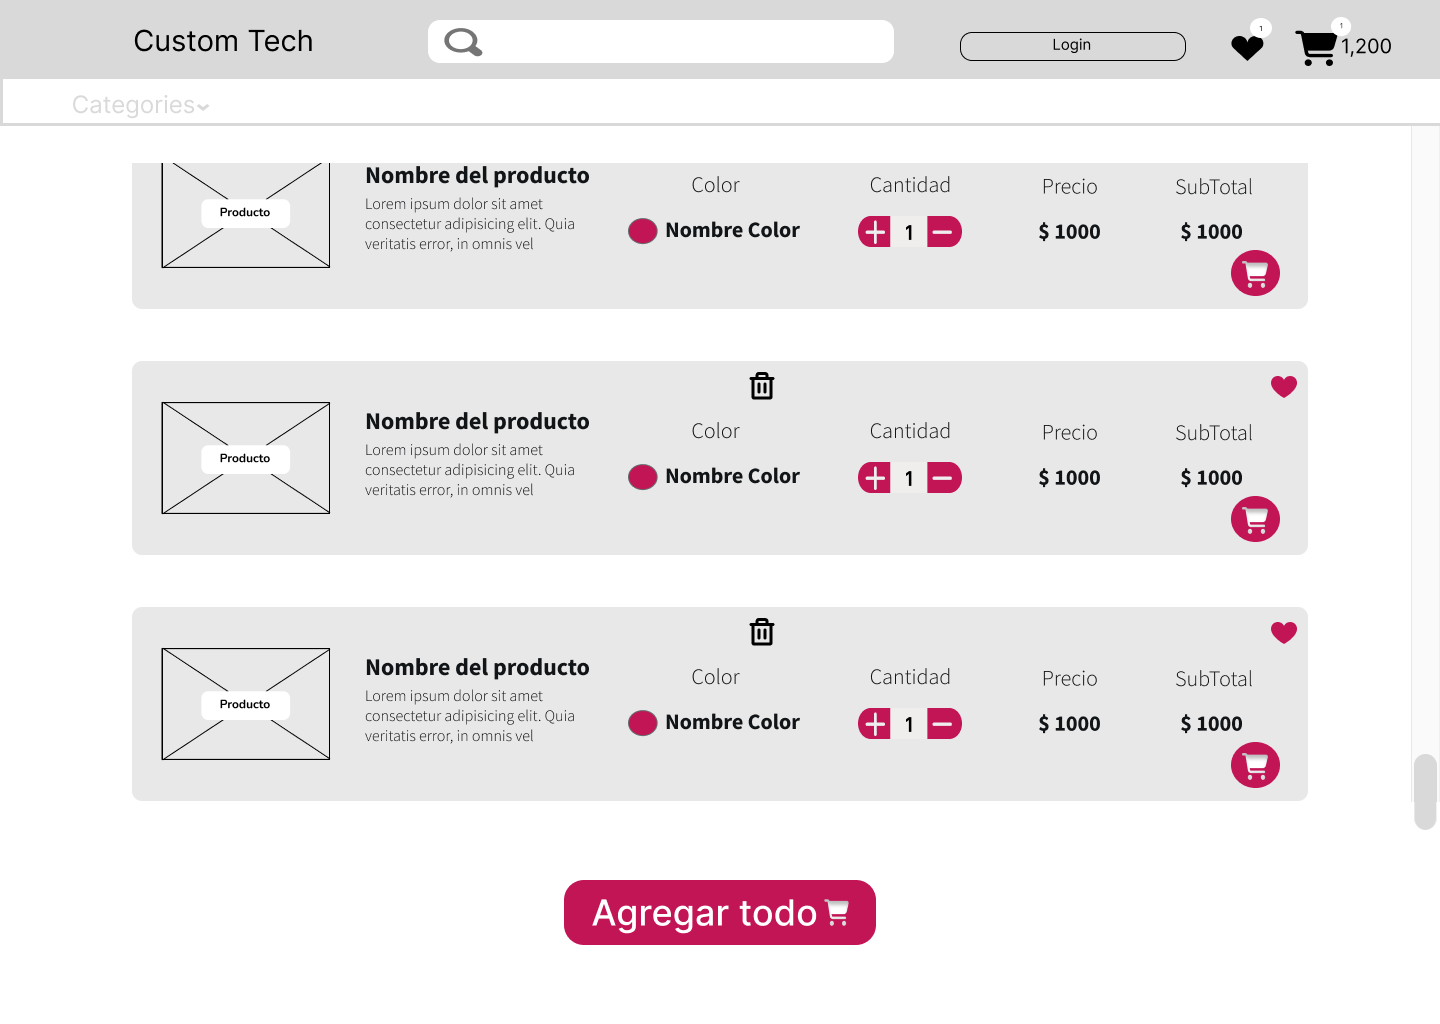 Custom Tech
Login
1
1
1,200
Categories
Nombre del producto
Lorem ipsum dolor sit amet
consectetur adipisicing elit. Quia
veritatis error, in omnis vel
Producto
Color
Nombre Color
Cantidad
1
Precio
$ 1000
SubTotal
$ 1000
Nombre del producto
Lorem ipsum dolor sit amet
consectetur adipisicing elit. Quia
veritatis error, in omnis vel
Producto
Color
Nombre Color
Cantidad
1
Precio
$ 1000
SubTotal
$ 1000
Nombre del producto
Lorem ipsum dolor sit amet
consectetur adipisicing elit. Quia
veritatis error, in omnis vel
Producto
Color
Nombre Color
Cantidad
1
Precio
$ 1000
SubTotal
$ 1000
Agregar todo